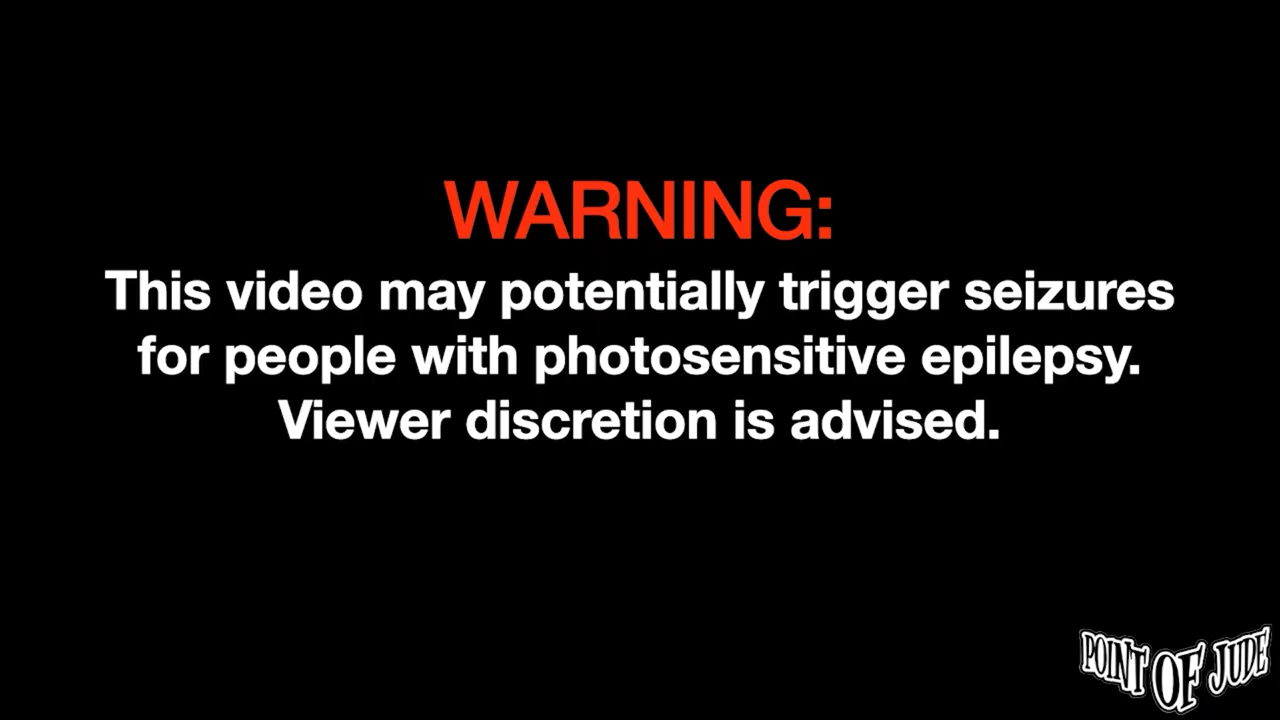 WARNING:
This video may potentially trigger seizures
for people with photosensitive epilepsy.
Viewer discretion is advised.
POINT OF JUDE